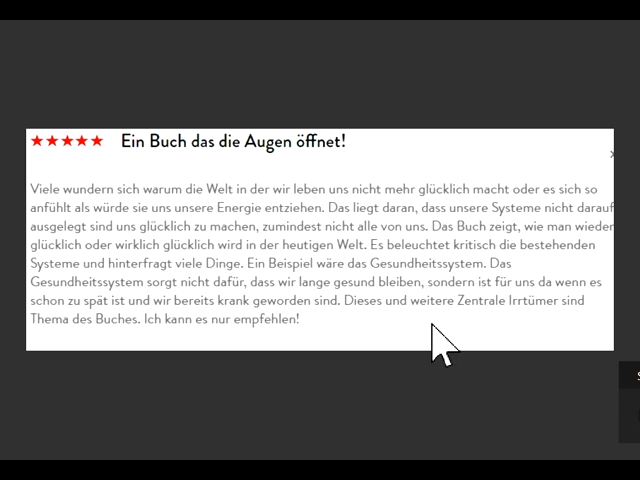 ★★★★★ Ein Buch das die Augen öffnet!
Viele wundern sich warum die Welt in der wir leben uns nicht mehr glücklich macht oder es sich so
anfühlt als würde sie uns unsere Energie entziehen. Das liegt daran, dass unsere Systeme nicht darauf
ausgelegt sind uns glücklich zu machen, zumindest nicht alle von uns. Das Buch zeigt, wie man wieder
glücklich oder wirklich glücklich wird in der heutigen Welt. Es beleuchtet kritisch die bestehenden
Systeme und hinterfragt viele Dinge. Ein Beispiel wäre das Gesundheitssystem. Das
Gesundheitssystem sorgt nicht dafür, dass wir lange gesund bleiben, sondern ist für uns da wenn es
schon zu spät ist und wir bereits krank geworden sind. Dieses und weitere Zentrale Irrtümer sind
Thema des Buches. Ich kann es nur empfehlen!